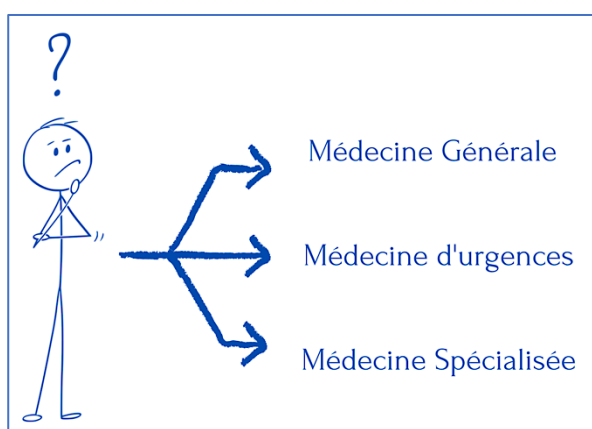 ?
Médecine Générale
Médecine d'urgences
Médecine Spécialisée